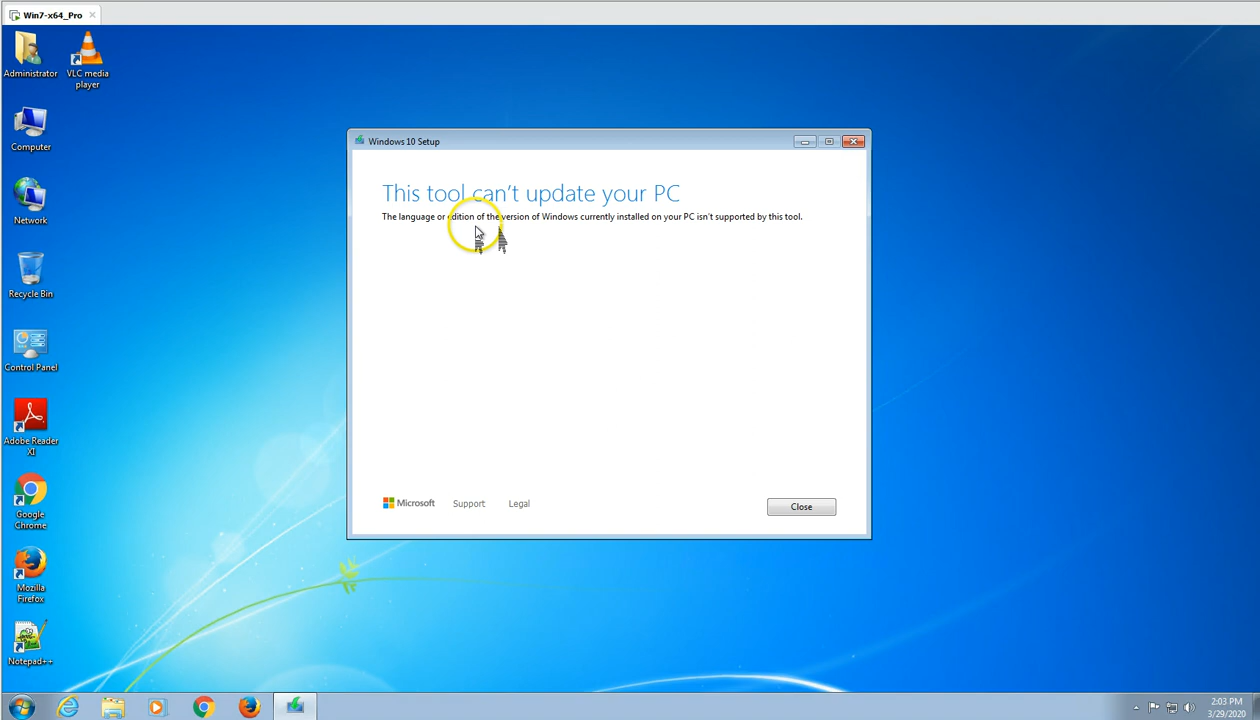 Win7-x64_Pro
Administrator
VLC media
player
Computer
Network
Recycle Bin
Control Panel
Adobe Reader
XI
Google
Chrome
Mozilla
Firefox
Notepad++
Windows 10 Setup
This tool can't update your PC
The language or edition of the version of Windows currently installed on your PC isn't supported by this tool.
Microsoft
Support
Legal
Close
2:03 PM
3/29/2020